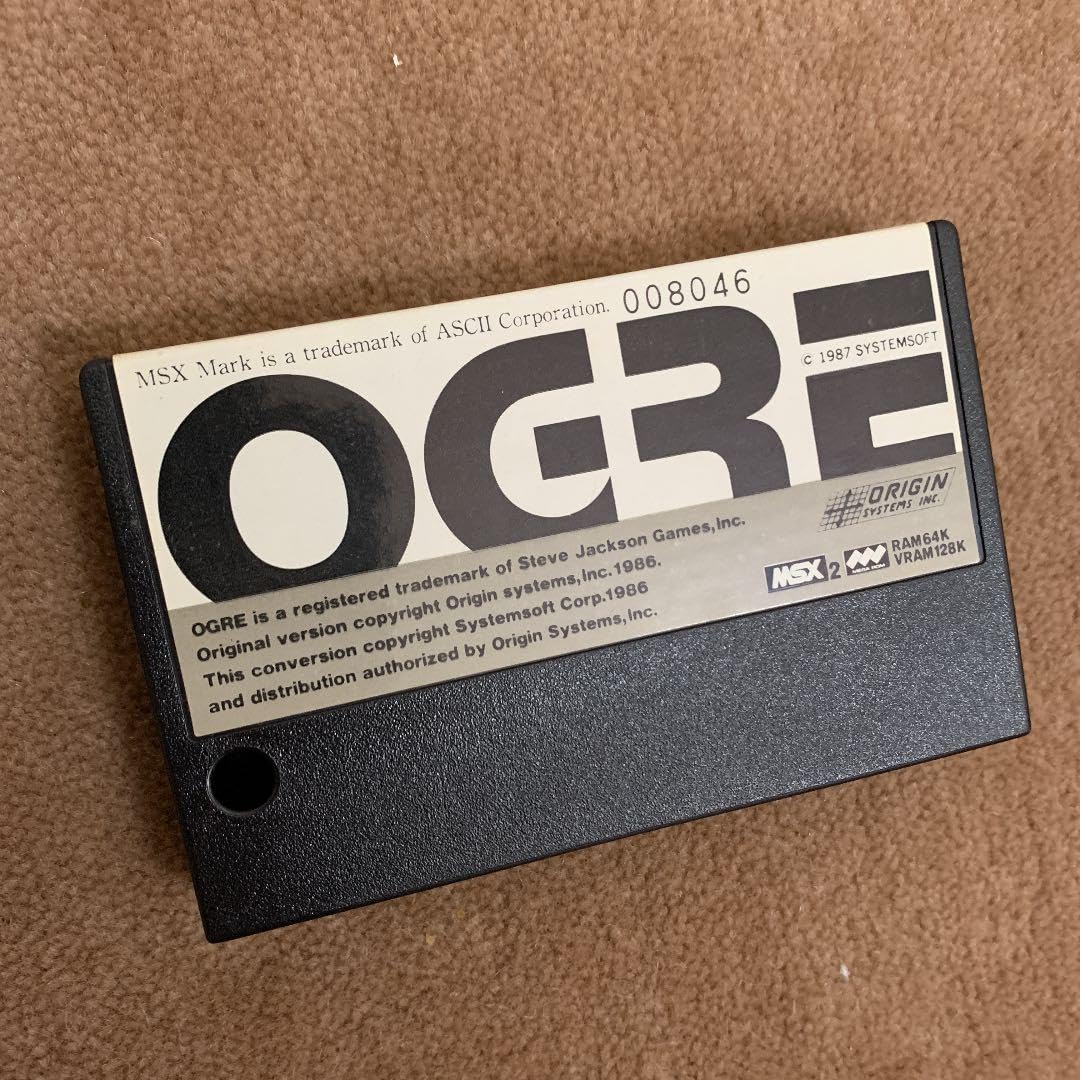 MSX Mark is a trademark of ASCII Corporation. 008046
OGRE
© 1987 SYSTEMSOFT
ORIGIN
SYSTEMS INC.
OGRE is a registered trademark of Steve Jackson Games,Inc.
Original version copyright Origin systems,Inc.1986.
This conversion copyright Systemsoft Corp.1986
and distribution authorized by Origin Systems,Inc.
MSX 2
MEGA ROM
RAM64K
VRAM128K